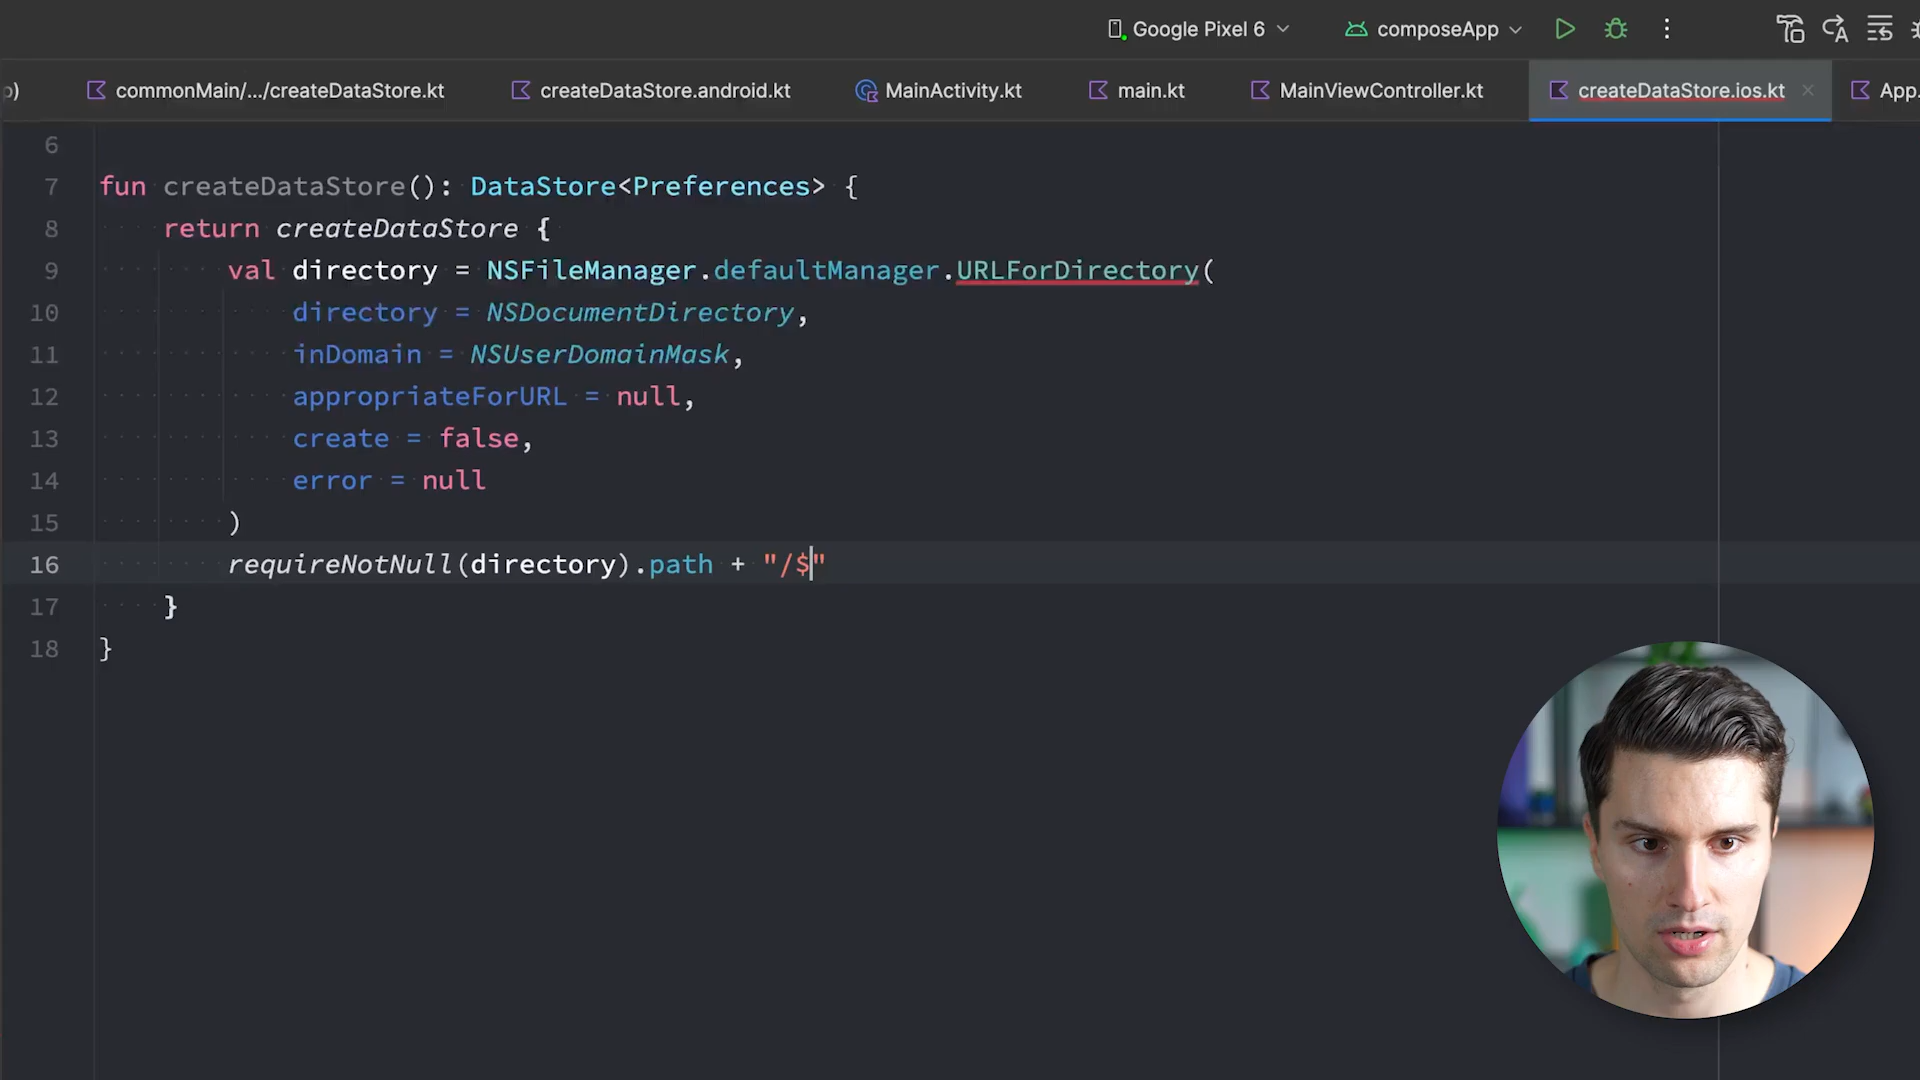 Google Pixel 6
composeApp
p)
commonMain/.../createDataStore.kt
createDataStore.android.kt
MainActivity.kt
main.kt
MainViewController.kt
createDataStore.ios.kt
App.
6
7 fun createDataStore(): DataStore<Preferences> {
8 return createDataStore {
9 val directory = NSFileManager.defaultManager.URLForDirectory(
10 directory = NSDocumentDirectory,
11 inDomain = NSUserDomainMask,
12 appropriateForURL = null,
13 create = false,
14 error = null
15 )
16 requireNotNull(directory).path + "/$"
17 }
18 }